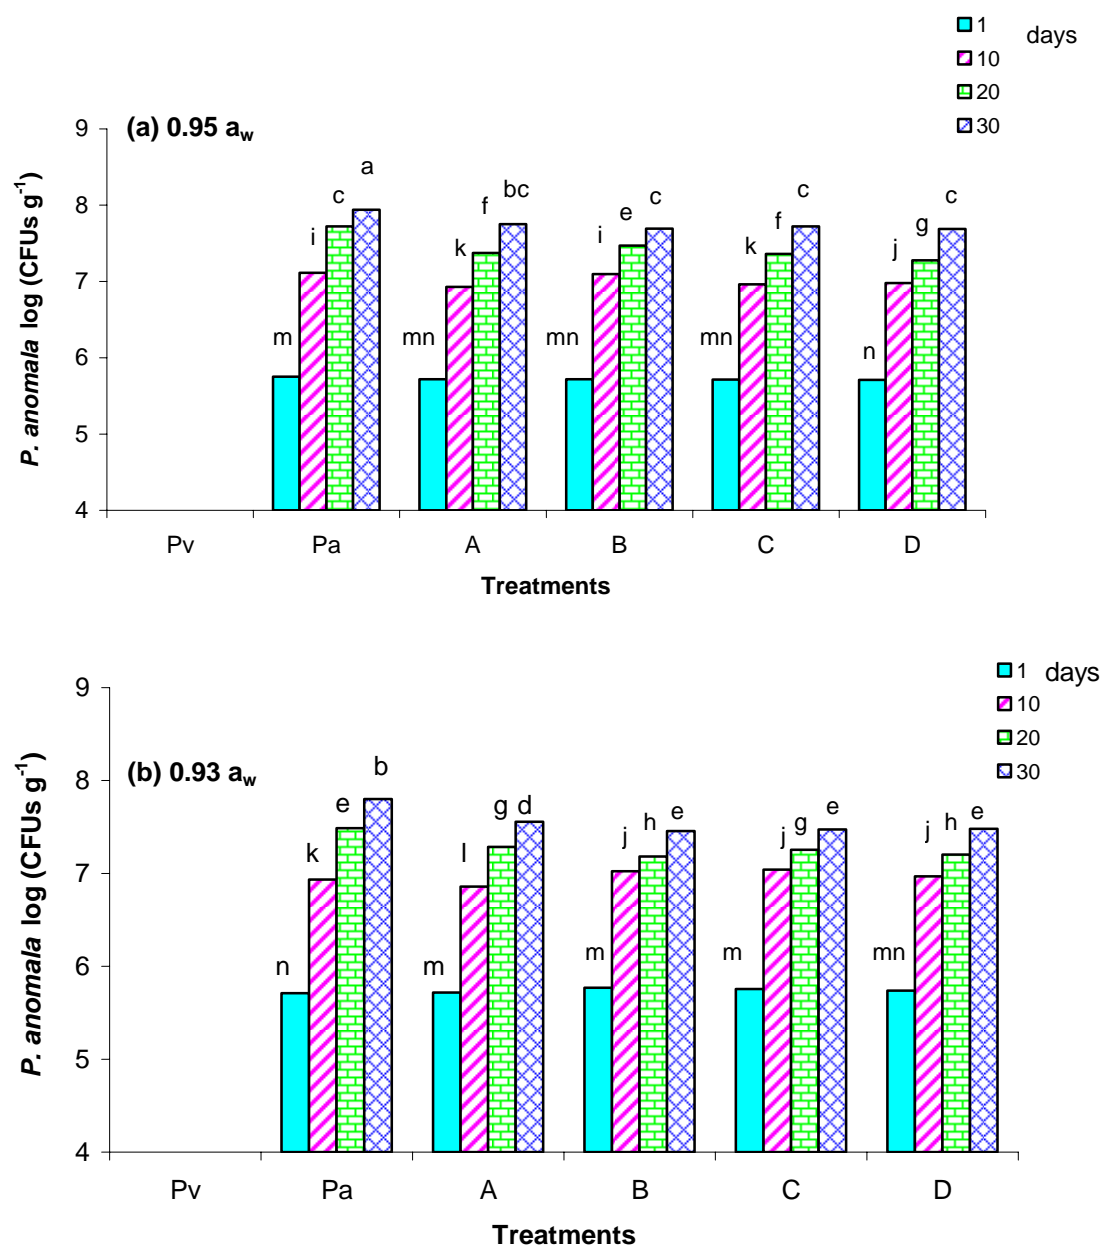 1 days
10
20
30
(a) 0.95 aw
P. anomala log (CFUs g-1)
9
8
7
6
5
4
m i c a
mn k f bc
mn i e c
mn k f c
n j g c
Pv Pa A B C D
Treatments
1 days
10
20
30
(b) 0.93 aw
P. anomala log (CFUs g-1)
9
8
7
6
5
4
n k e b
m l g d
m j h e
m j g e
mn j h e
Pv Pa A B C D
Treatments